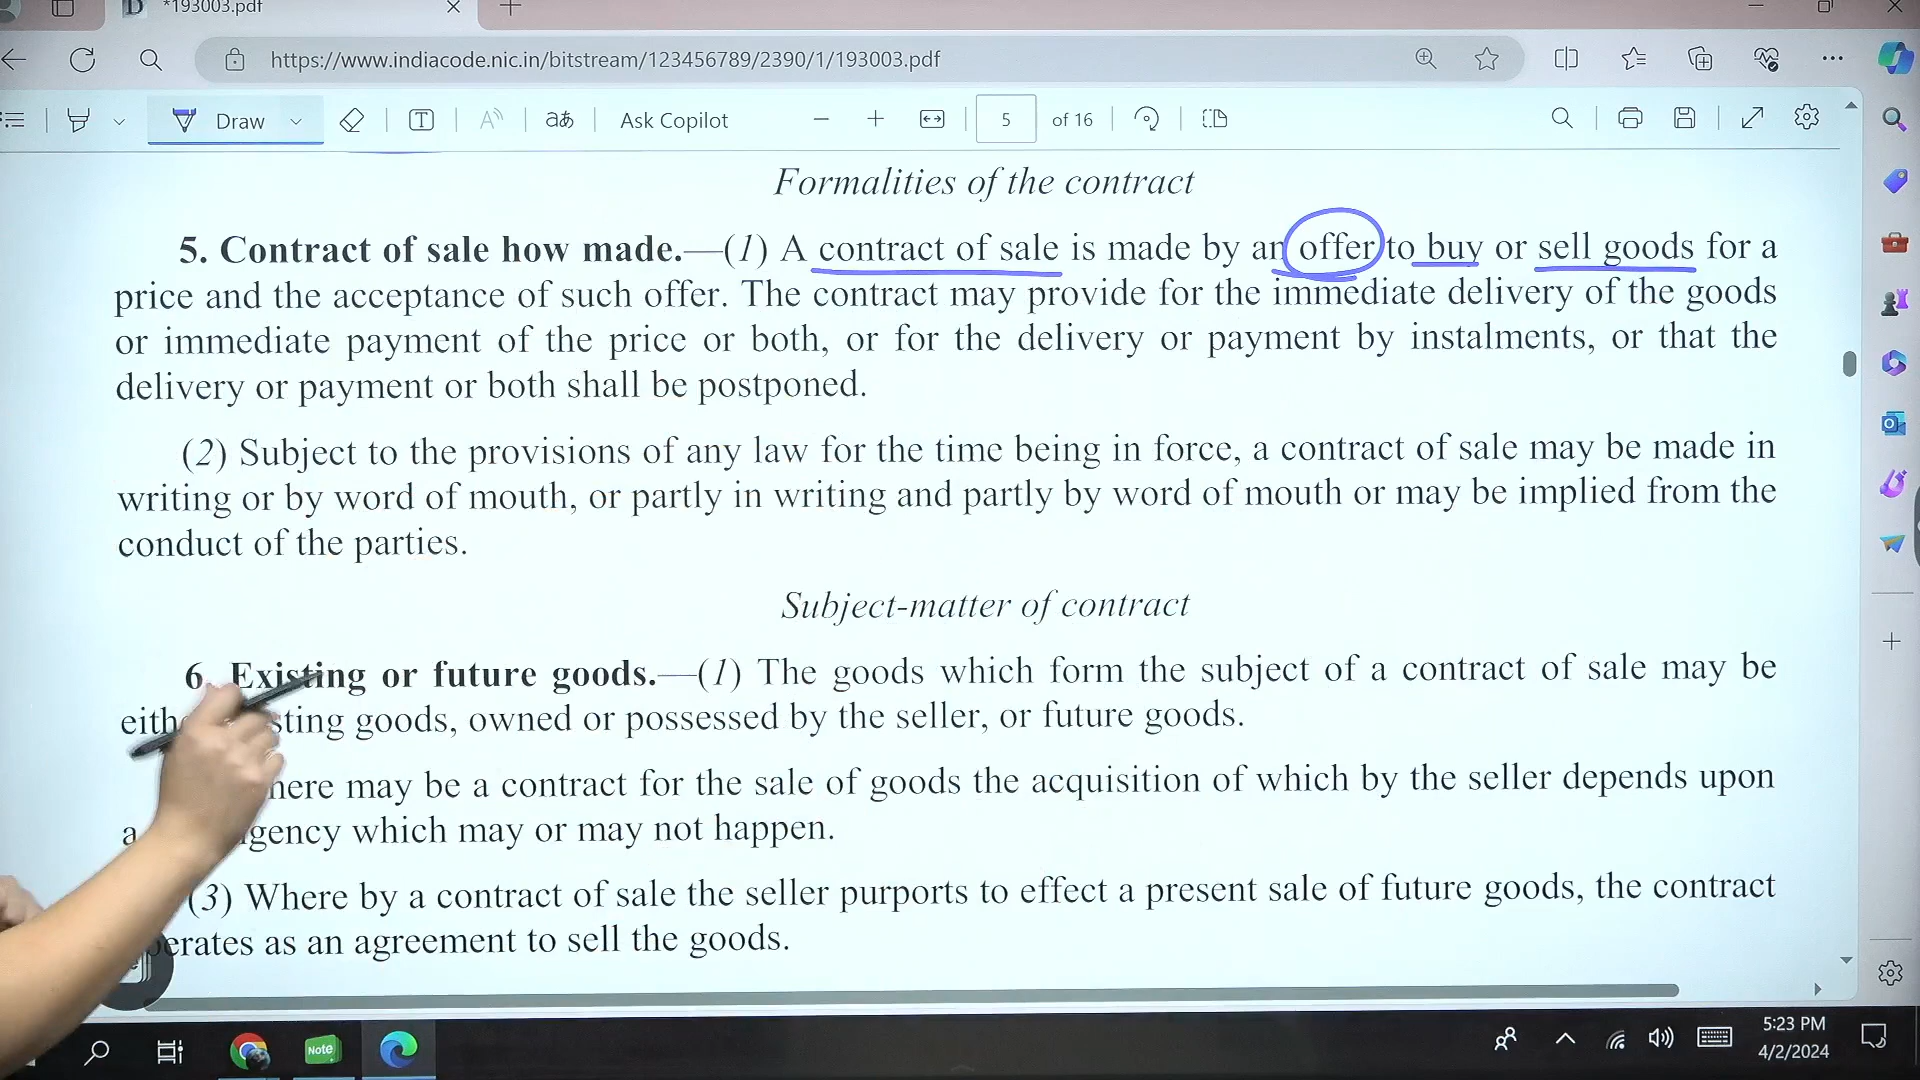 *193003.pdf
https://www.indiacode.nic.in/bitstream/123456789/2390/1/193003.pdf
Draw
aあ
Ask Copilot
5
of 16
Formalities of the contract
5. Contract of sale how made.—(1) A contract of sale is made by an offer to buy or sell goods for a
price and the acceptance of such offer. The contract may provide for the immediate delivery of the goods
or immediate payment of the price or both, or for the delivery or payment by instalments, or that the
delivery or payment or both shall be postponed.
(2) Subject to the provisions of any law for the time being in force, a contract of sale may be made in
writing or by word of mouth, or partly in writing and partly by word of mouth or may be implied from the
conduct of the parties.
Subject-matter of contract
6. Existing or future goods.—(1) The goods which form the subject of a contract of sale may be
eith sting goods, owned or possessed by the seller, or future goods.
here may be a contract for the sale of goods the acquisition of which by the seller depends upon
a gency which may or may not happen.
(3) Where by a contract of sale the seller purports to effect a present sale of future goods, the contract
perates as an agreement to sell the goods.
Note
5:23 PM
4/2/2024